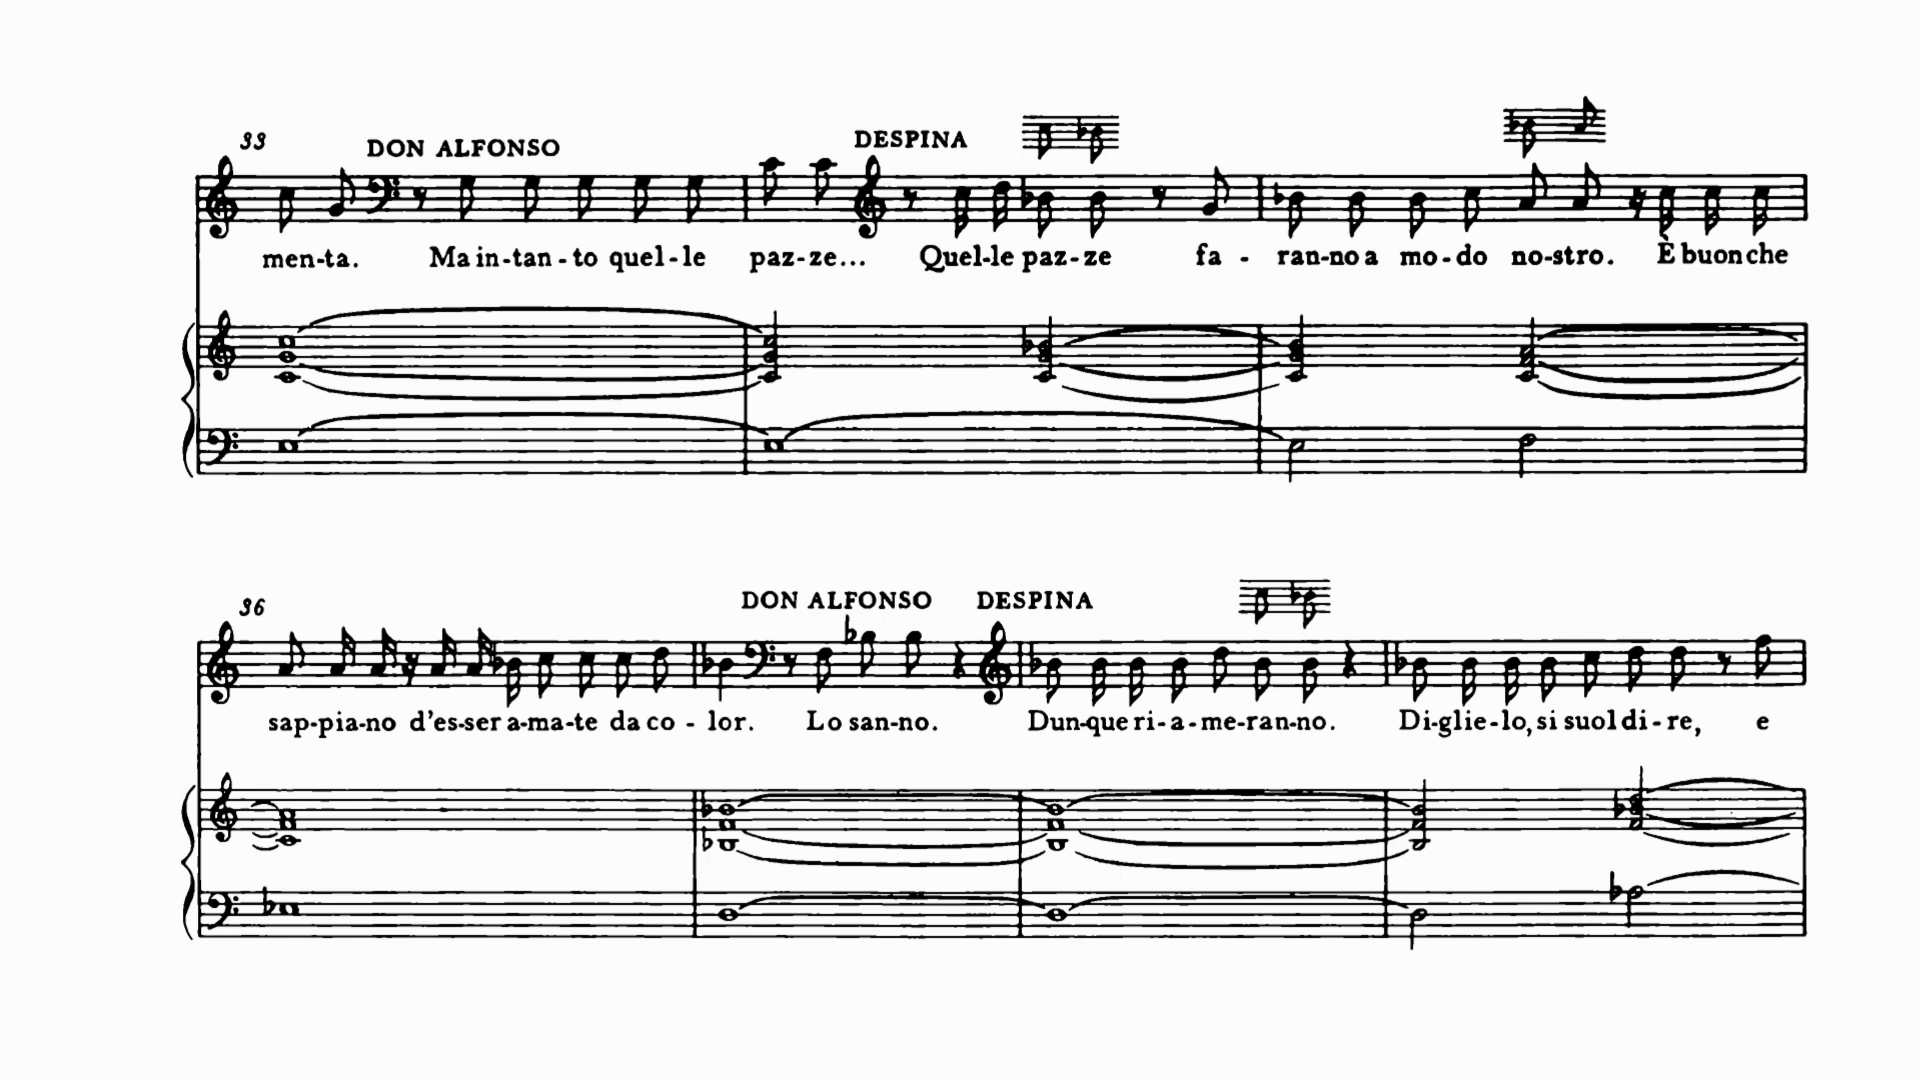 33 DON ALFONSO DESPINA
men-ta. Ma in-tan-to quel-le paz-ze... Quel-le paz-ze fa - ran-no a mo-do no-stro. È buon che
36 DON ALFONSO DESPINA
sap-pia-no d'es-ser a-ma-te da co - lor. Lo san-no. Dun-que ri-a-me-ran-no. Di-glie-lo, si suol di-re, e